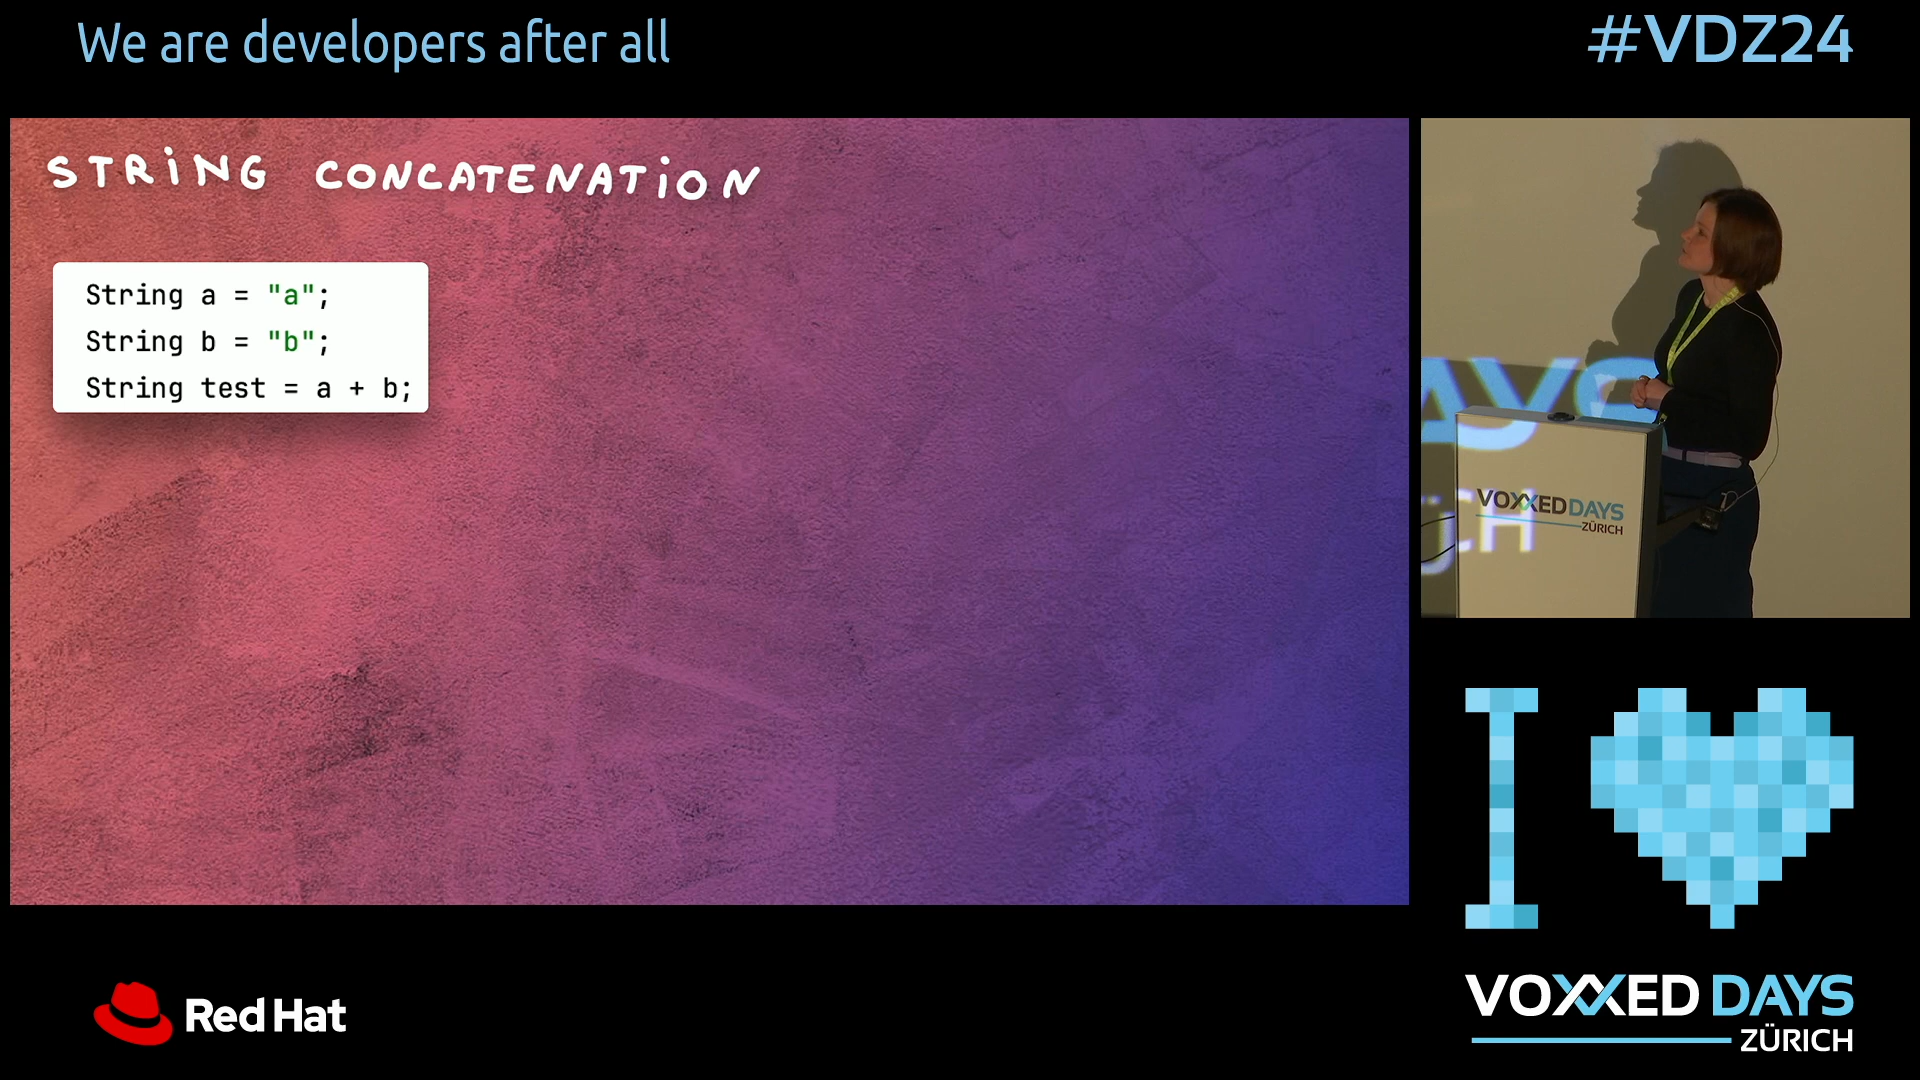 We are developers after all
#VDZ24
STRiNG CONCATENATiON
String a = "a";
String b = "b";
String test = a + b;
AYS
VOXXED DAYS
ZÜRICH
Red Hat
I
VOXXED DAYS
ZÜRICH